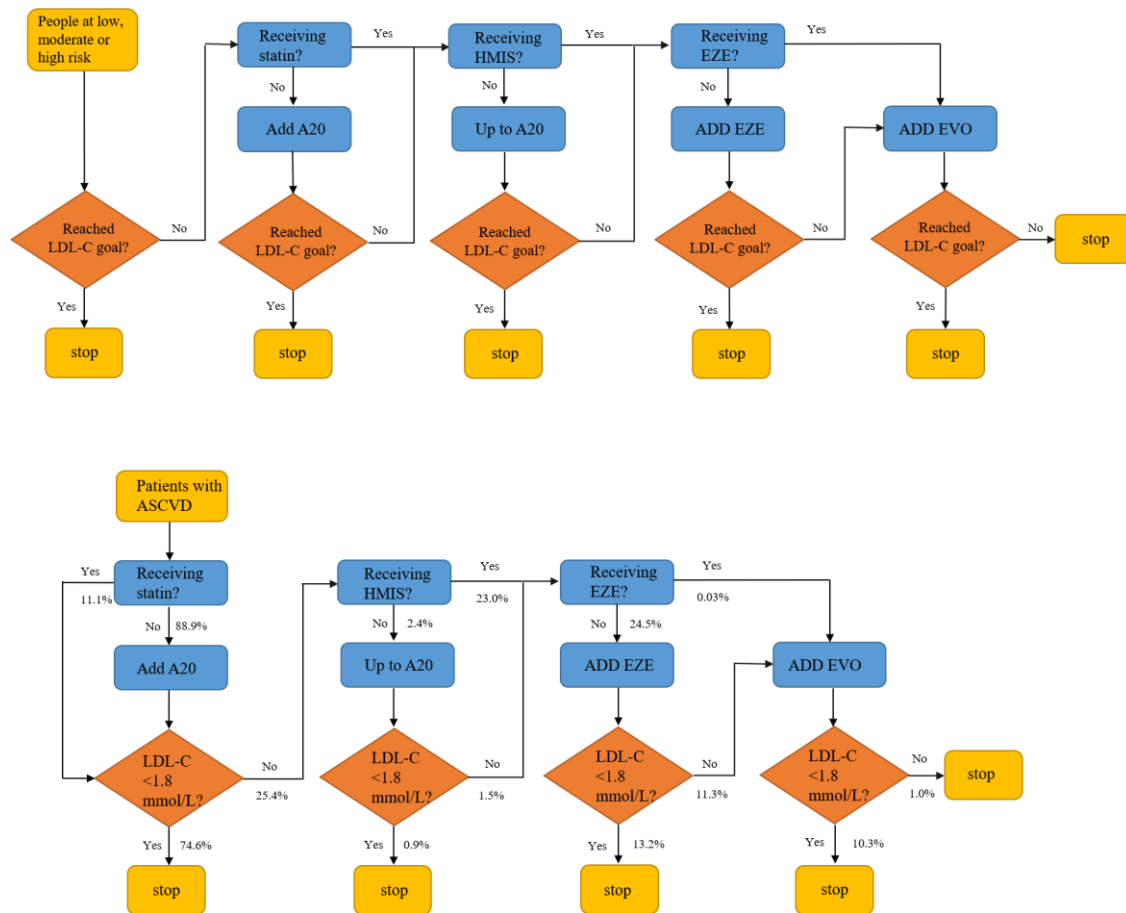 People at low,
moderate or
high risk
Receiving
statin?
Yes
Receiving
HMIS?
Yes
Receiving
EZE?
Yes
No
No
No
Add A20
Up to A20
ADD EZE
ADD EVO
Reached
LDL-C goal?
No
Reached
LDL-C goal?
No
Reached
LDL-C goal?
No
Reached
LDL-C goal?
No
Reached
LDL-C goal?
No
stop
Yes
Yes
Yes
Yes
Yes
stop
stop
stop
stop
stop
Patients with
ASCVD
Yes
11.1%
Receiving
statin?
Receiving
HMIS?
Yes
23.0%
Receiving
EZE?
Yes
0.03%
No 88.9%
No 2.4%
No 24.5%
Add A20
Up to A20
ADD EZE
ADD EVO
LDL-C
<1.8
mmol/L?
No
25.4%
LDL-C
<1.8
mmol/L?
No
1.5%
LDL-C
<1.8
mmol/L?
No
11.3%
LDL-C
<1.8
mmol/L?
No
1.0%
stop
Yes 74.6%
Yes 0.9%
Yes 13.2%
Yes 10.3%
stop
stop
stop
stop